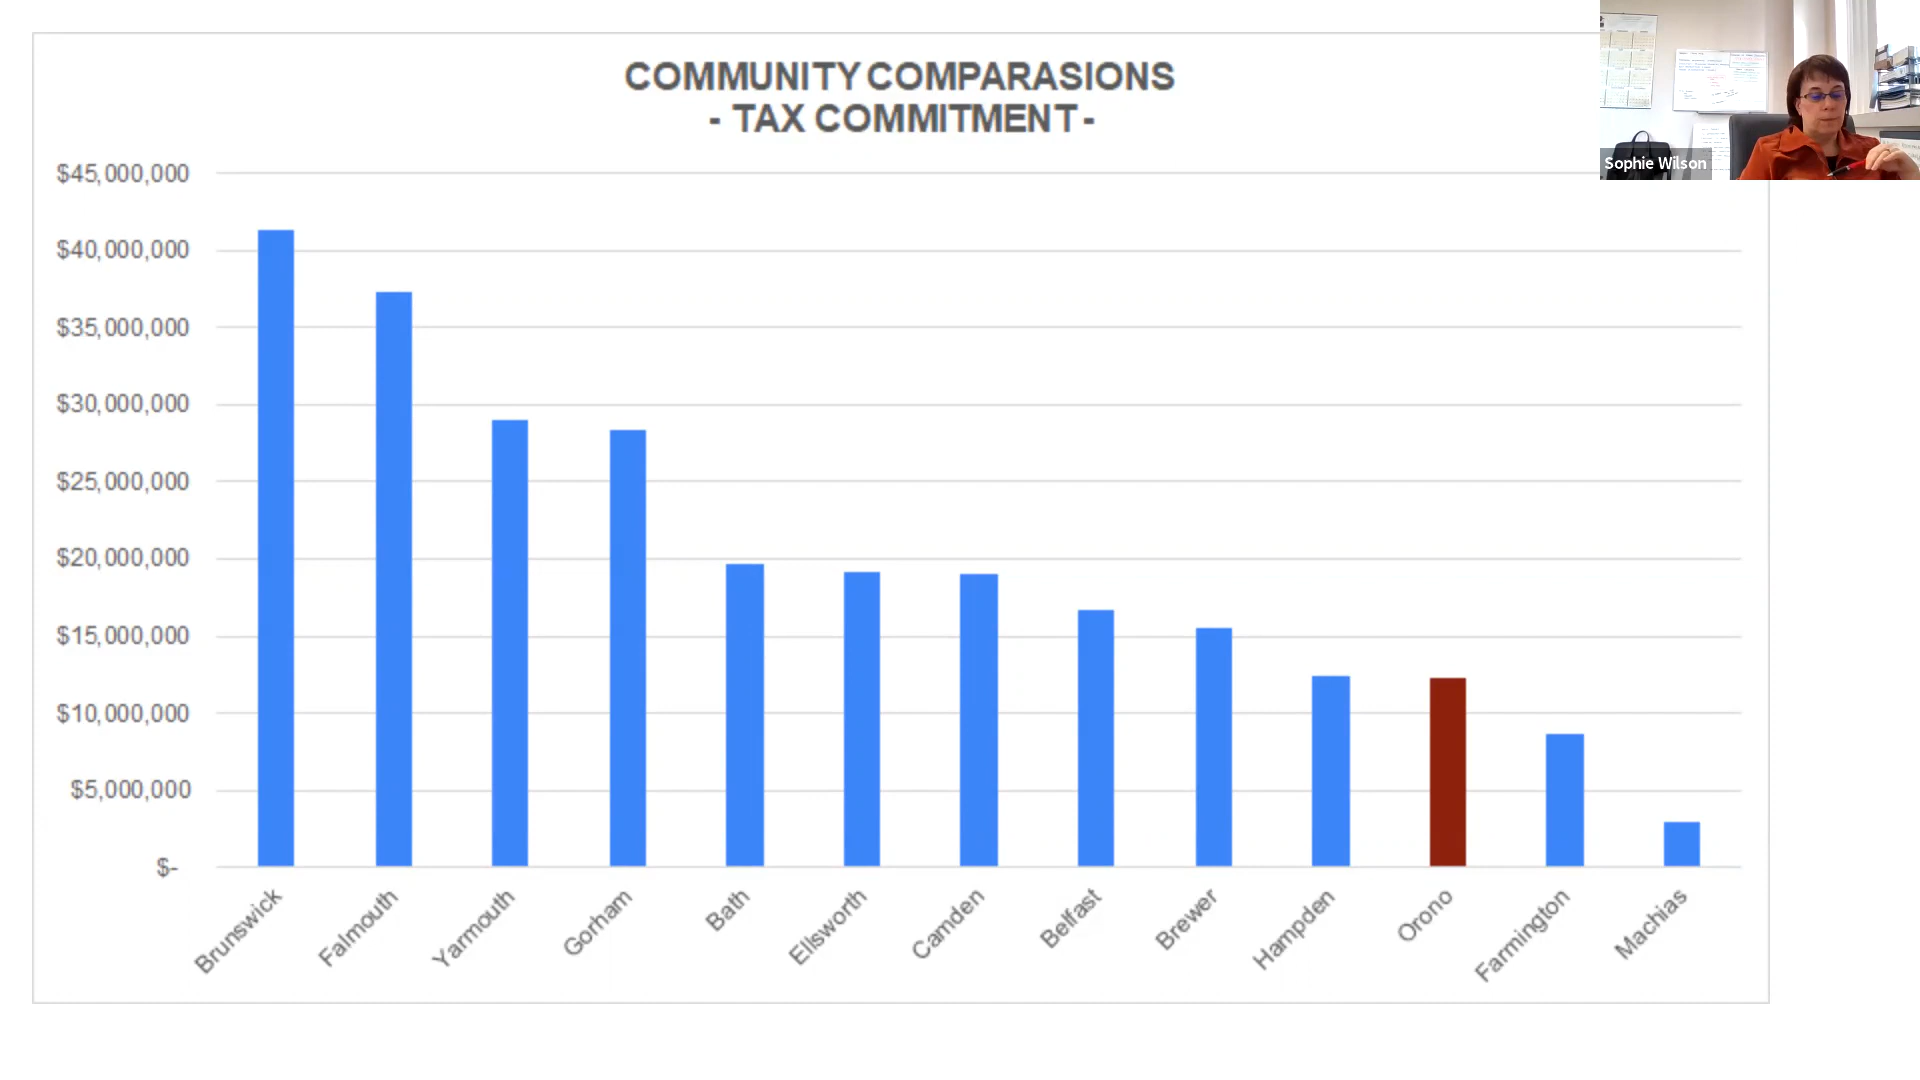 COMMUNITY COMPARASIONS
- TAX COMMITMENT -
Sophie Wilson
$45,000,000
$40,000,000
$35,000,000
$30,000,000
$25,000,000
$20,000,000
$15,000,000
$10,000,000
$5,000,000
$-
Brunswick
Falmouth
Yarmouth
Gorham
Bath
Ellsworth
Camden
Belfast
Brewer
Hampden
Orono
Farmington
Machias